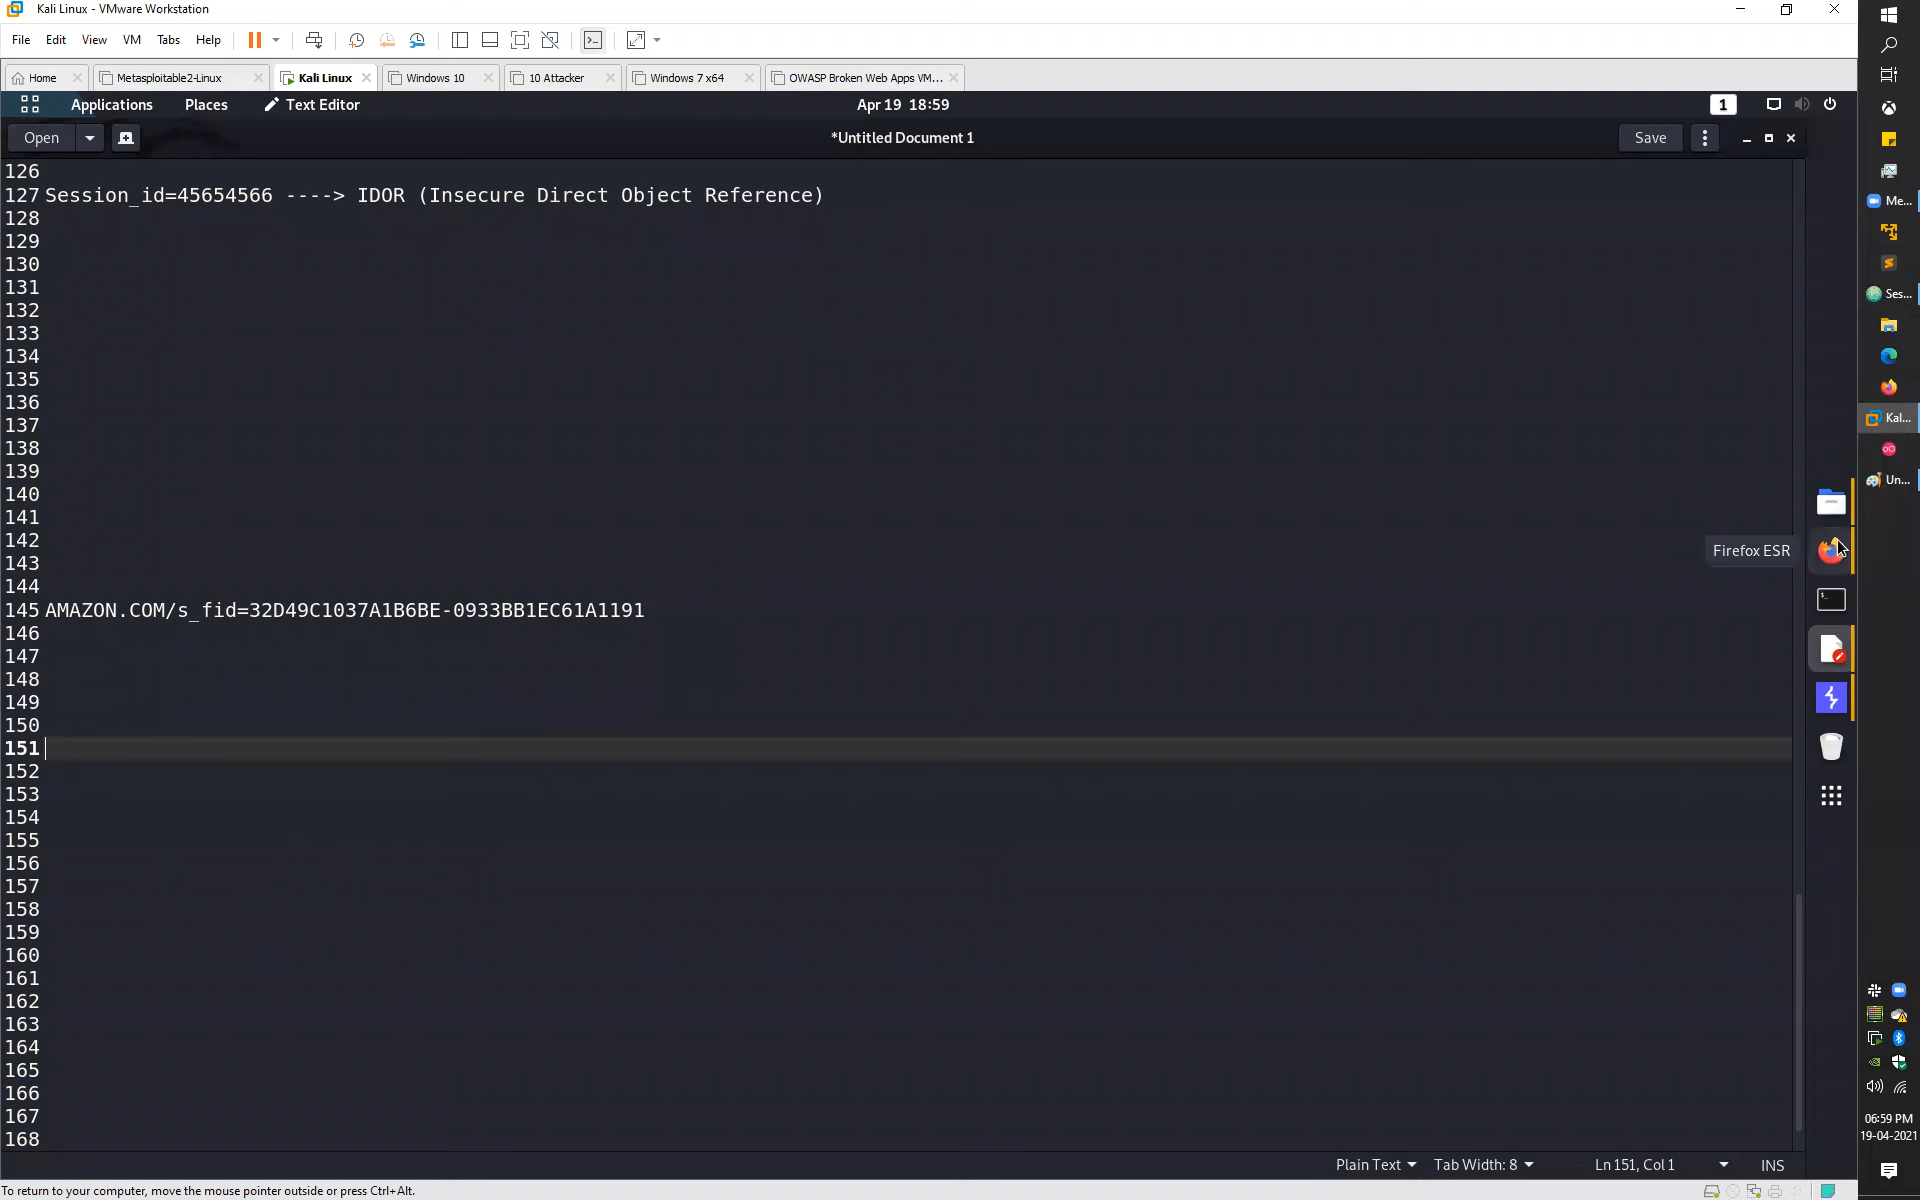 Kali Linux - VMware Workstation
File Edit View VM Tabs Help
Home Metasploitable2-Linux Kali Linux Windows 10 10 Attacker Windows 7 x64 OWASP Broken Web Apps VM...
Applications Places Text Editor Apr 19 18:59 1
Open *Untitled Document 1 Save
126
127 Session_id=45654566 ----> IDOR (Insecure Direct Object Reference)
128
129
130
131
132
133
134
135
136
137
138
139
140
141
142
143
144
145 AMAZON.COM/s_fid=32D49C1037A1B6BE-0933BB1EC61A1191
146
147
148
149
150
151
152
153
154
155
156
157
158
159
160
161
162
163
164
165
166
167
168
Firefox ESR
Plain Text Tab Width: 8 Ln 151, Col 1 INS
To return to your computer, move the mouse pointer outside or press Ctrl+Alt.
Me...
Ses...
Kal...
Un...
06:59 PM
19-04-2021